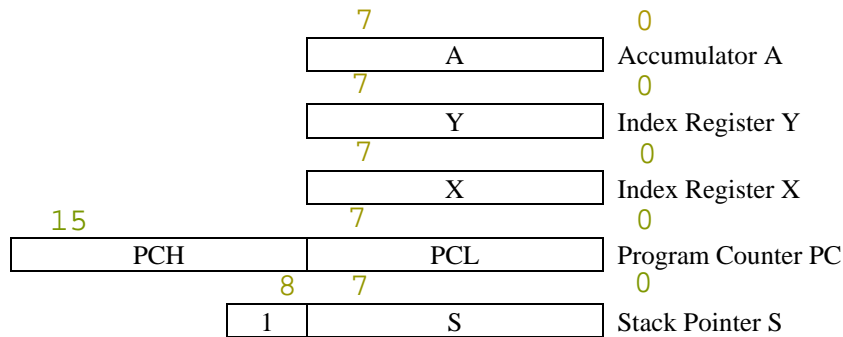 7 0
A Accumulator A
7 0
Y Index Register Y
7 0
X Index Register X
15 7 0
PCH PCL Program Counter PC
8 7 0
1 S Stack Pointer S